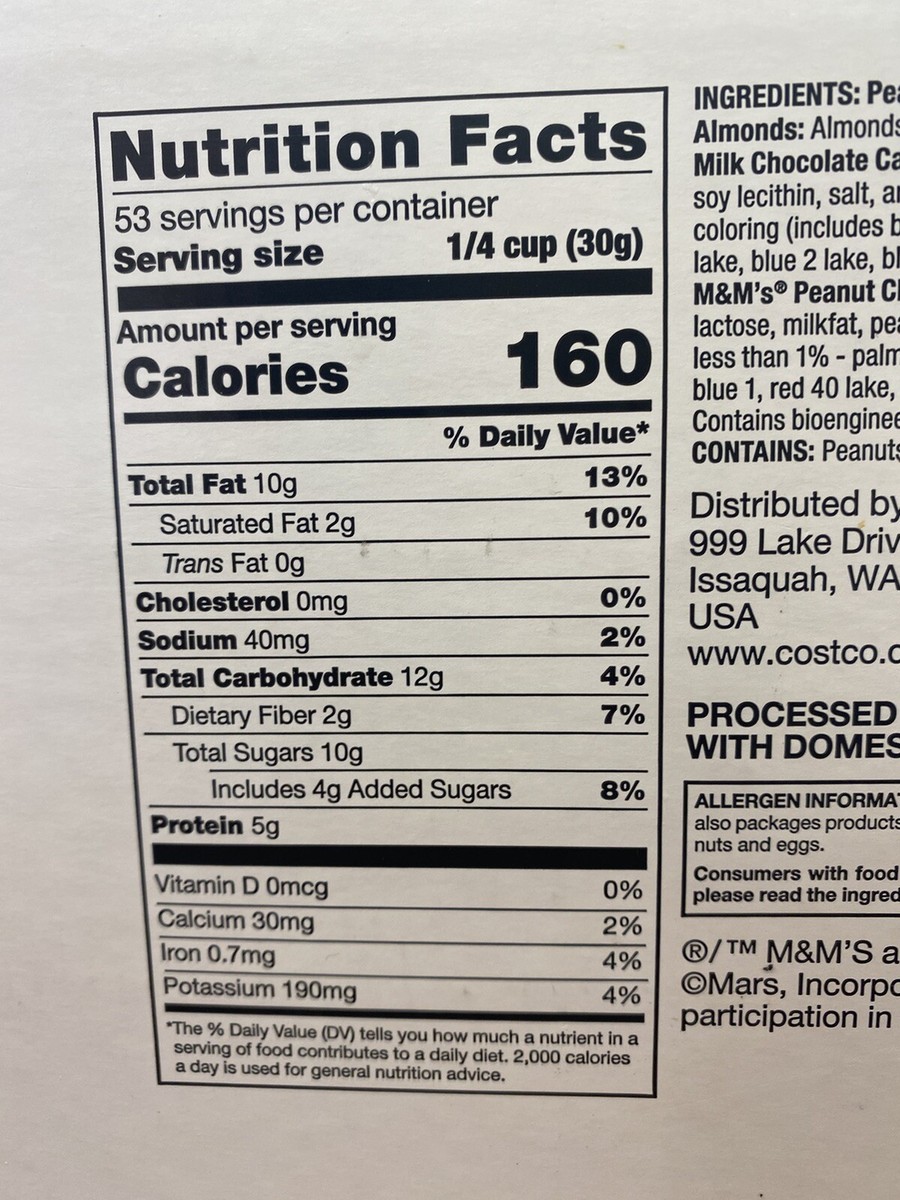 Nutrition Facts
53 servings per container
Serving size 1/4 cup (30g)
Amount per serving
Calories 160
% Daily Value*
Total Fat 10g 13%
Saturated Fat 2g 10%
Trans Fat 0g
Cholesterol 0mg 0%
Sodium 40mg 2%
Total Carbohydrate 12g 4%
Dietary Fiber 2g 7%
Total Sugars 10g
Includes 4g Added Sugars 8%
Protein 5g
Vitamin D 0mcg 0%
Calcium 30mg 2%
Iron 0.7mg 4%
Potassium 190mg 4%
*The % Daily Value (DV) tells you how much a nutrient in a
serving of food contributes to a daily diet. 2,000 calories
a day is used for general nutrition advice.
INGREDIENTS:
Almonds: Almonds
Milk Chocolate
soy lecithin, salt,
coloring (includes
lake, blue 2 lake,
M&M's® Peanut
lactose, milkfat,
less than 1% - palm
blue 1, red 40 lake,
Contains
CONTAINS: Peanuts
Distributed by
999 Lake
Issaquah, WA
USA
www.costco.
PROCESSED
WITH
ALLERGEN
also packages products
nuts and eggs.
Consumers with food
please read the
®/™ M&M'S
©Mars,
participation in